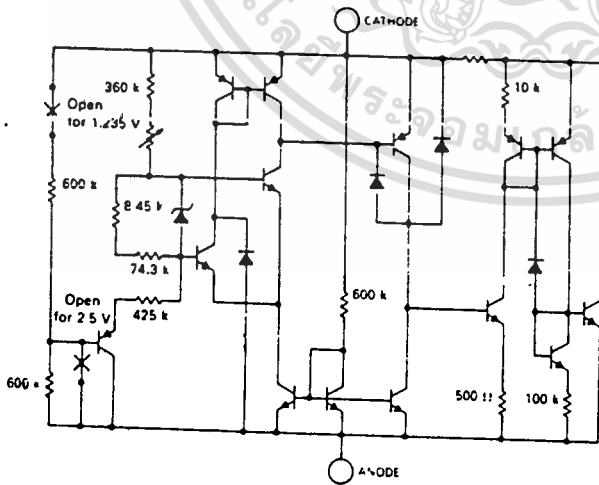 CATHODE
360 k
10 k
Open
for 1.235 V
600 k
8.45 k
74.3 k
600 k
Open
for 2.5 V
425 k
600 k
500 Ω
100 k
ANODE